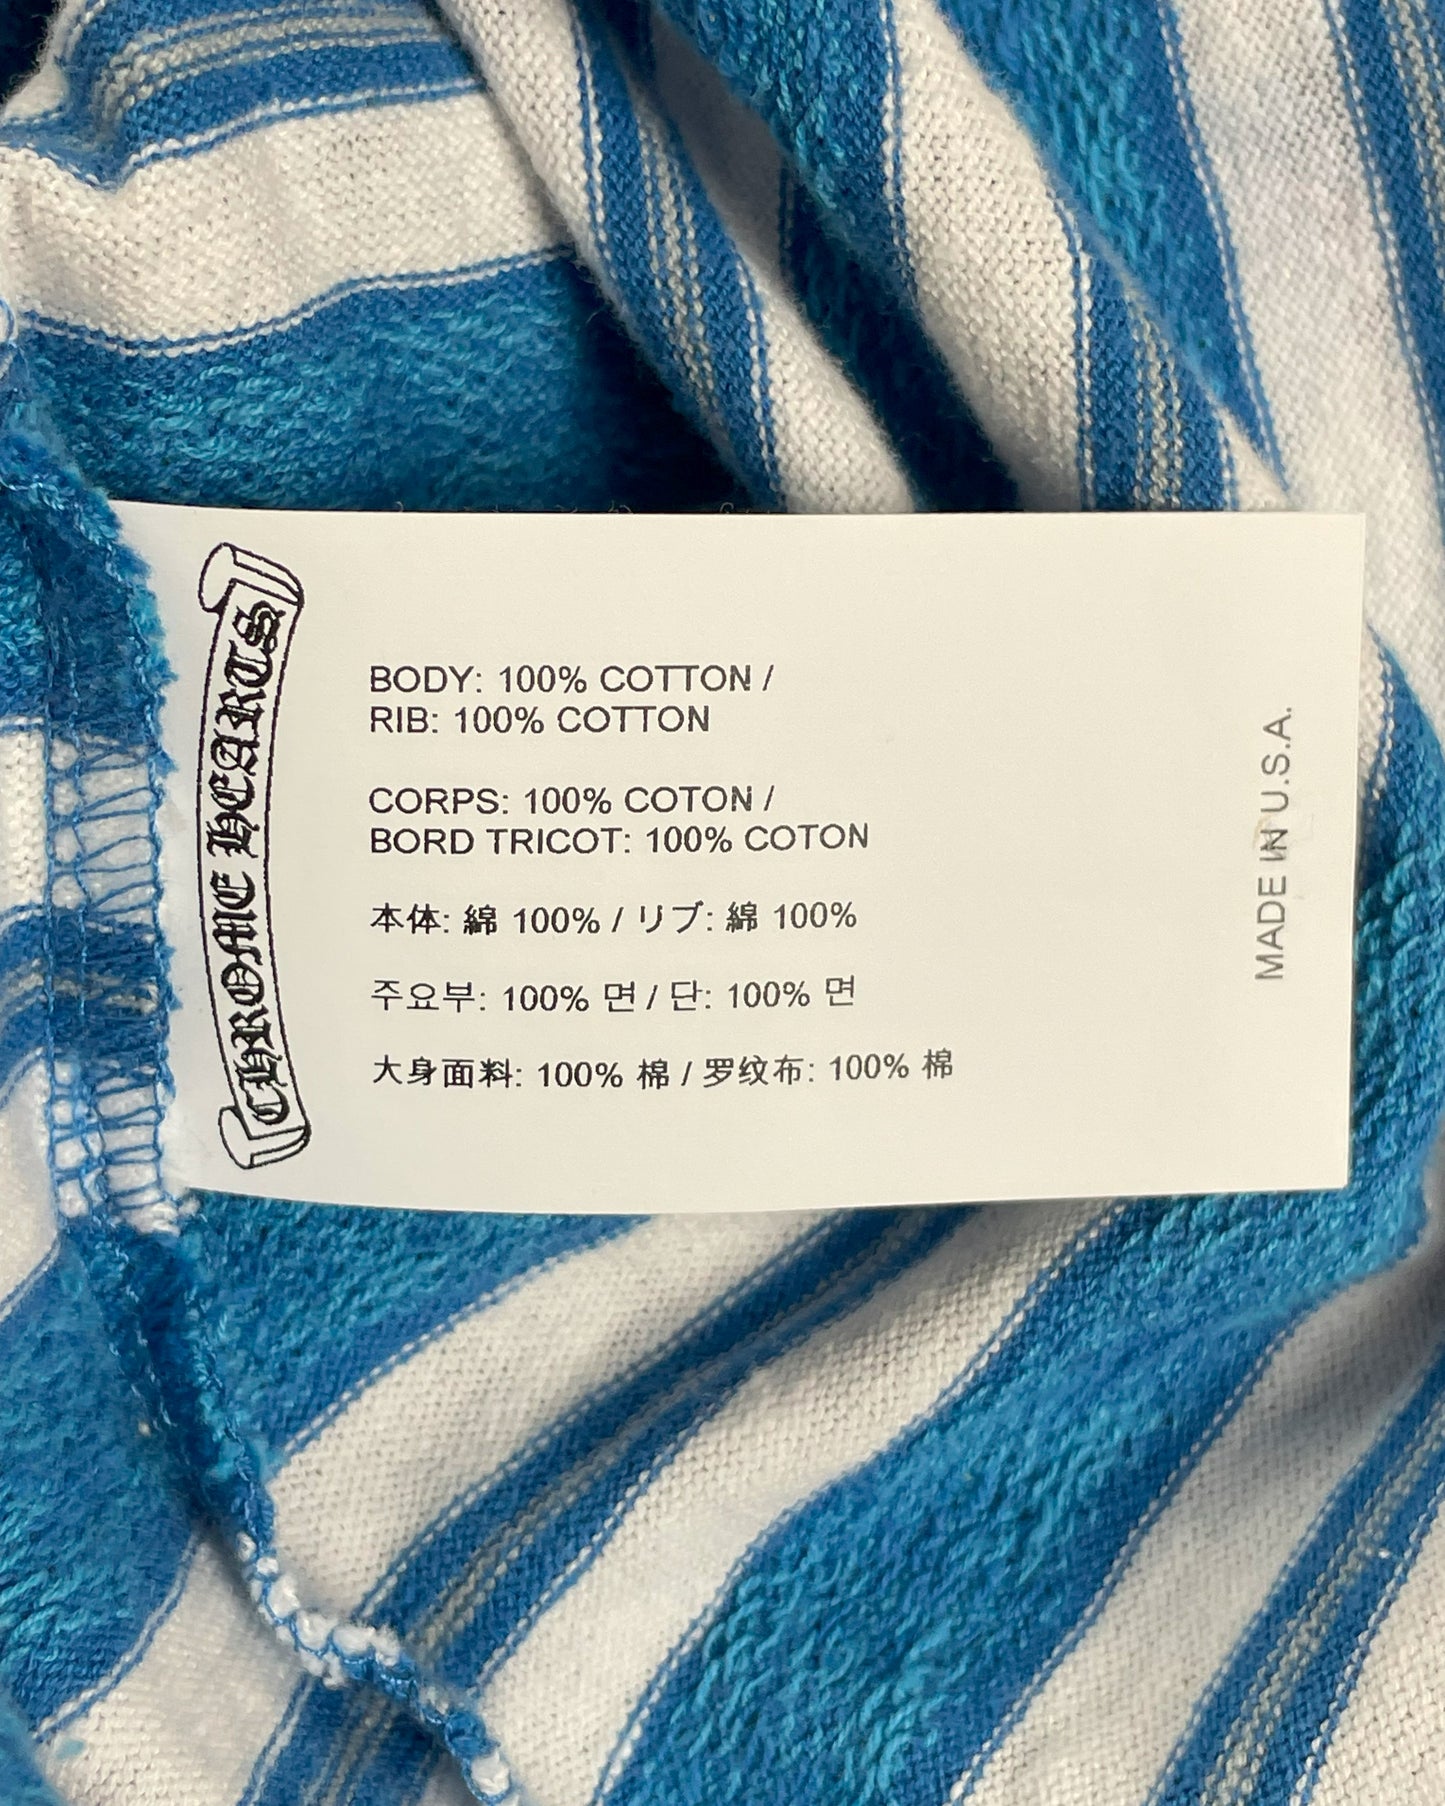 CHROME HEARTS
BODY: 100% COTTON /
RIB: 100% COTTON
CORPS: 100% COTON /
BORD TRICOT: 100% COTON
本体: 綿 100% / リブ: 綿 100%
주요부: 100% 면 / 단: 100% 면
大身面料: 100% 棉 / 罗纹布: 100% 棉
MADE IN U.S.A.